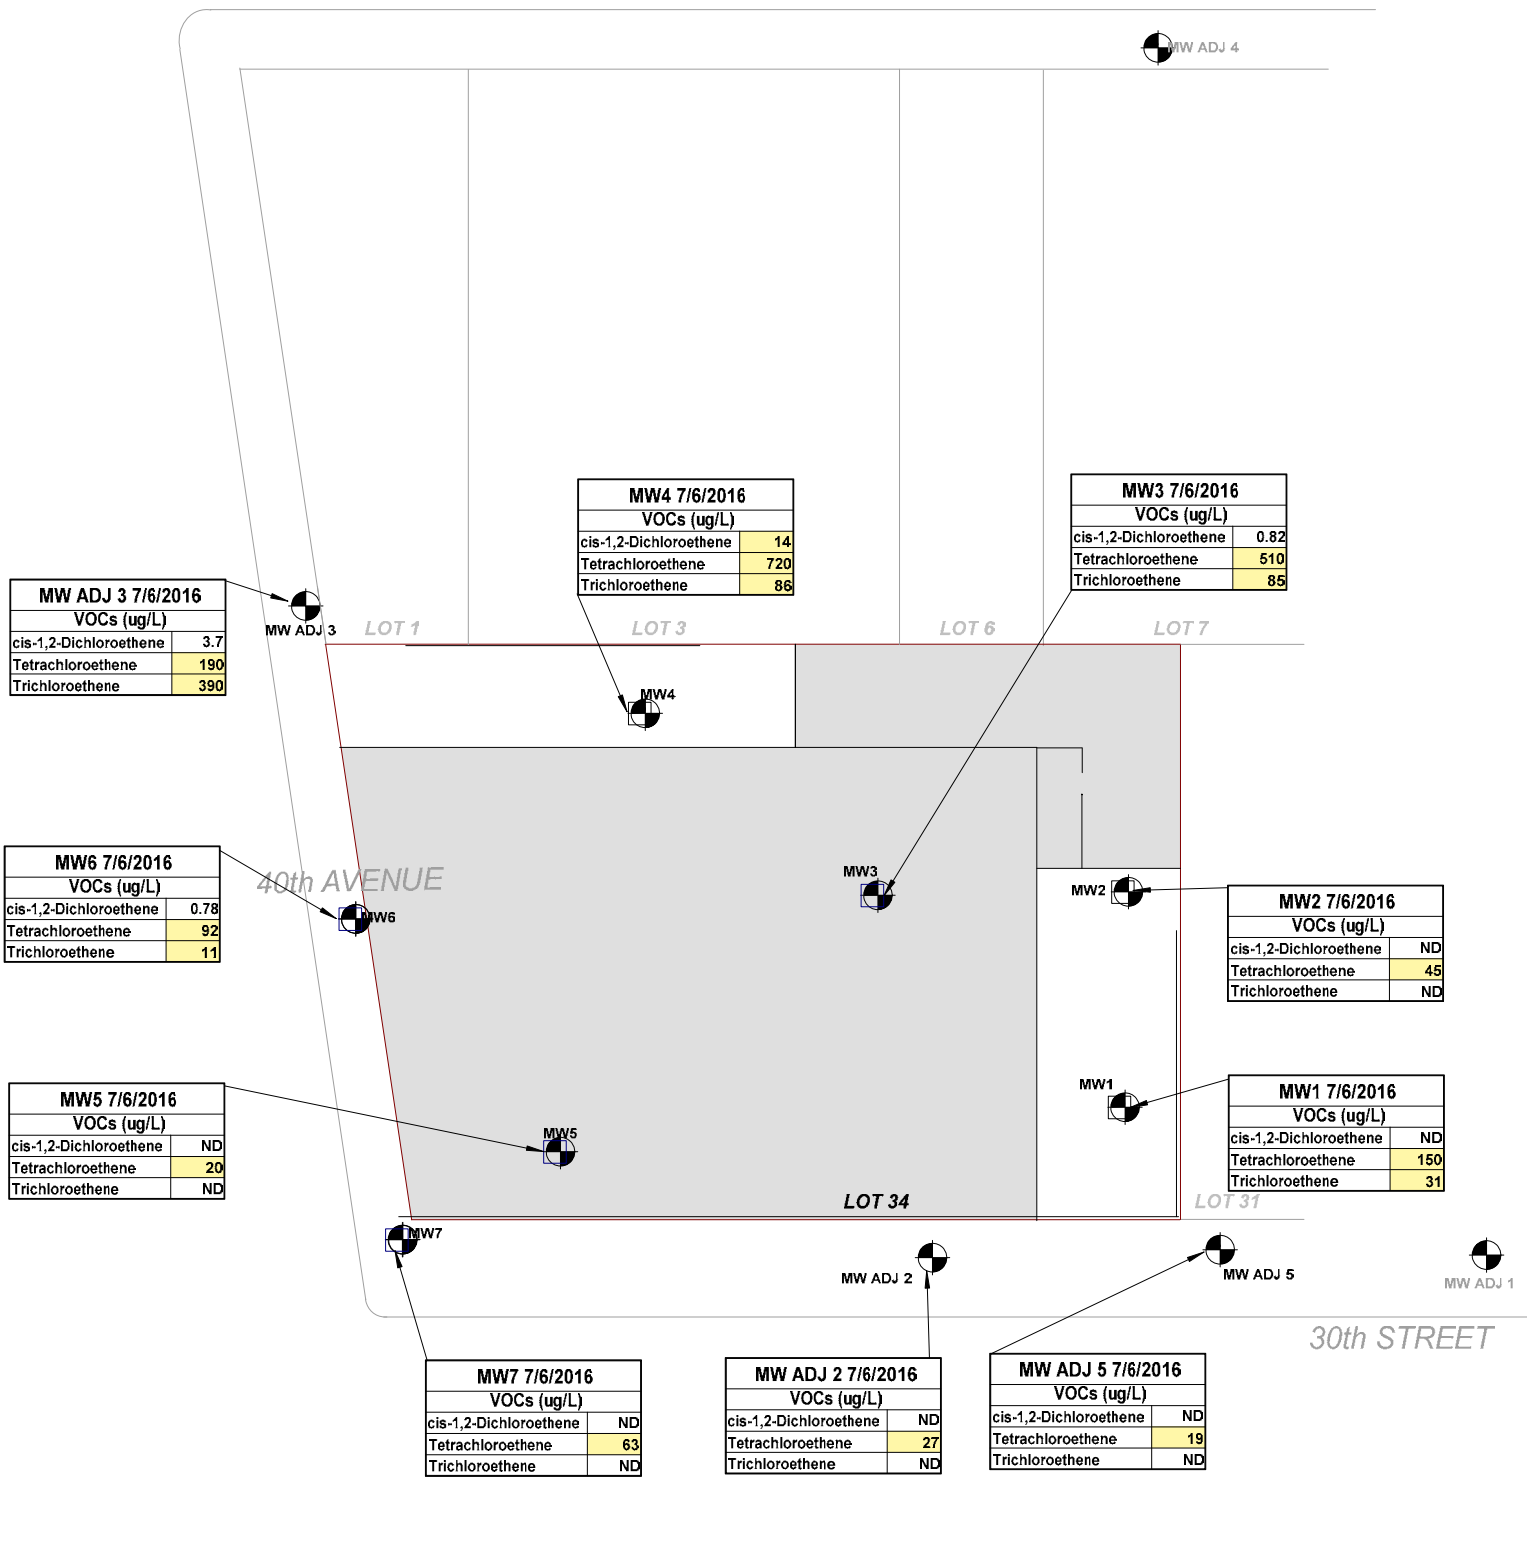 MW ADJ 4
MW4 7/6/2016
VOCs (ug/L)
cis-1,2-Dichloroethene 14
Tetrachloroethene 720
Trichloroethene 86
MW3 7/6/2016
VOCs (ug/L)
cis-1,2-Dichloroethene 0.82
Tetrachloroethene 510
Trichloroethene 85
MW ADJ 3 7/6/2016
VOCs (ug/L)
cis-1,2-Dichloroethene 3.7
Tetrachloroethene 190
Trichloroethene 390
MW ADJ 3
LOT 1
LOT 3
LOT 6
LOT 7
MW4
MW6 7/6/2016
VOCs (ug/L)
cis-1,2-Dichloroethene 0.78
Tetrachloroethene 92
Trichloroethene 11
40th AVENUE
MW6
MW3
MW2
MW2 7/6/2016
VOCs (ug/L)
cis-1,2-Dichloroethene ND
Tetrachloroethene 45
Trichloroethene ND
MW5 7/6/2016
VOCs (ug/L)
cis-1,2-Dichloroethene ND
Tetrachloroethene 20
Trichloroethene ND
MW5
MW1
MW1 7/6/2016
VOCs (ug/L)
cis-1,2-Dichloroethene ND
Tetrachloroethene 150
Trichloroethene 31
LOT 34
LOT 31
MW7
MW ADJ 2
MW ADJ 5
MW ADJ 1
30th STREET
MW7 7/6/2016
VOCs (ug/L)
cis-1,2-Dichloroethene ND
Tetrachloroethene 63
Trichloroethene ND
MW ADJ 2 7/6/2016
VOCs (ug/L)
cis-1,2-Dichloroethene ND
Tetrachloroethene 27
Trichloroethene ND
MW ADJ 5 7/6/2016
VOCs (ug/L)
cis-1,2-Dichloroethene ND
Tetrachloroethene 19
Trichloroethene ND